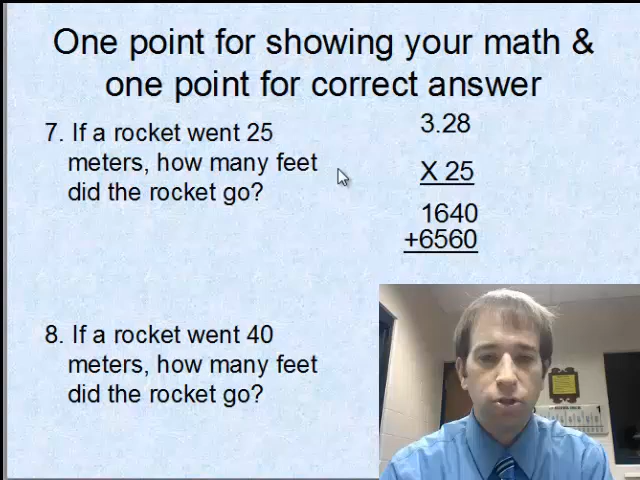 One point for showing your math &
one point for correct answer
7. If a rocket went 25
meters, how many feet
did the rocket go?
3.28
X 25
1640
+6560
8. If a rocket went 40
meters, how many feet
did the rocket go?